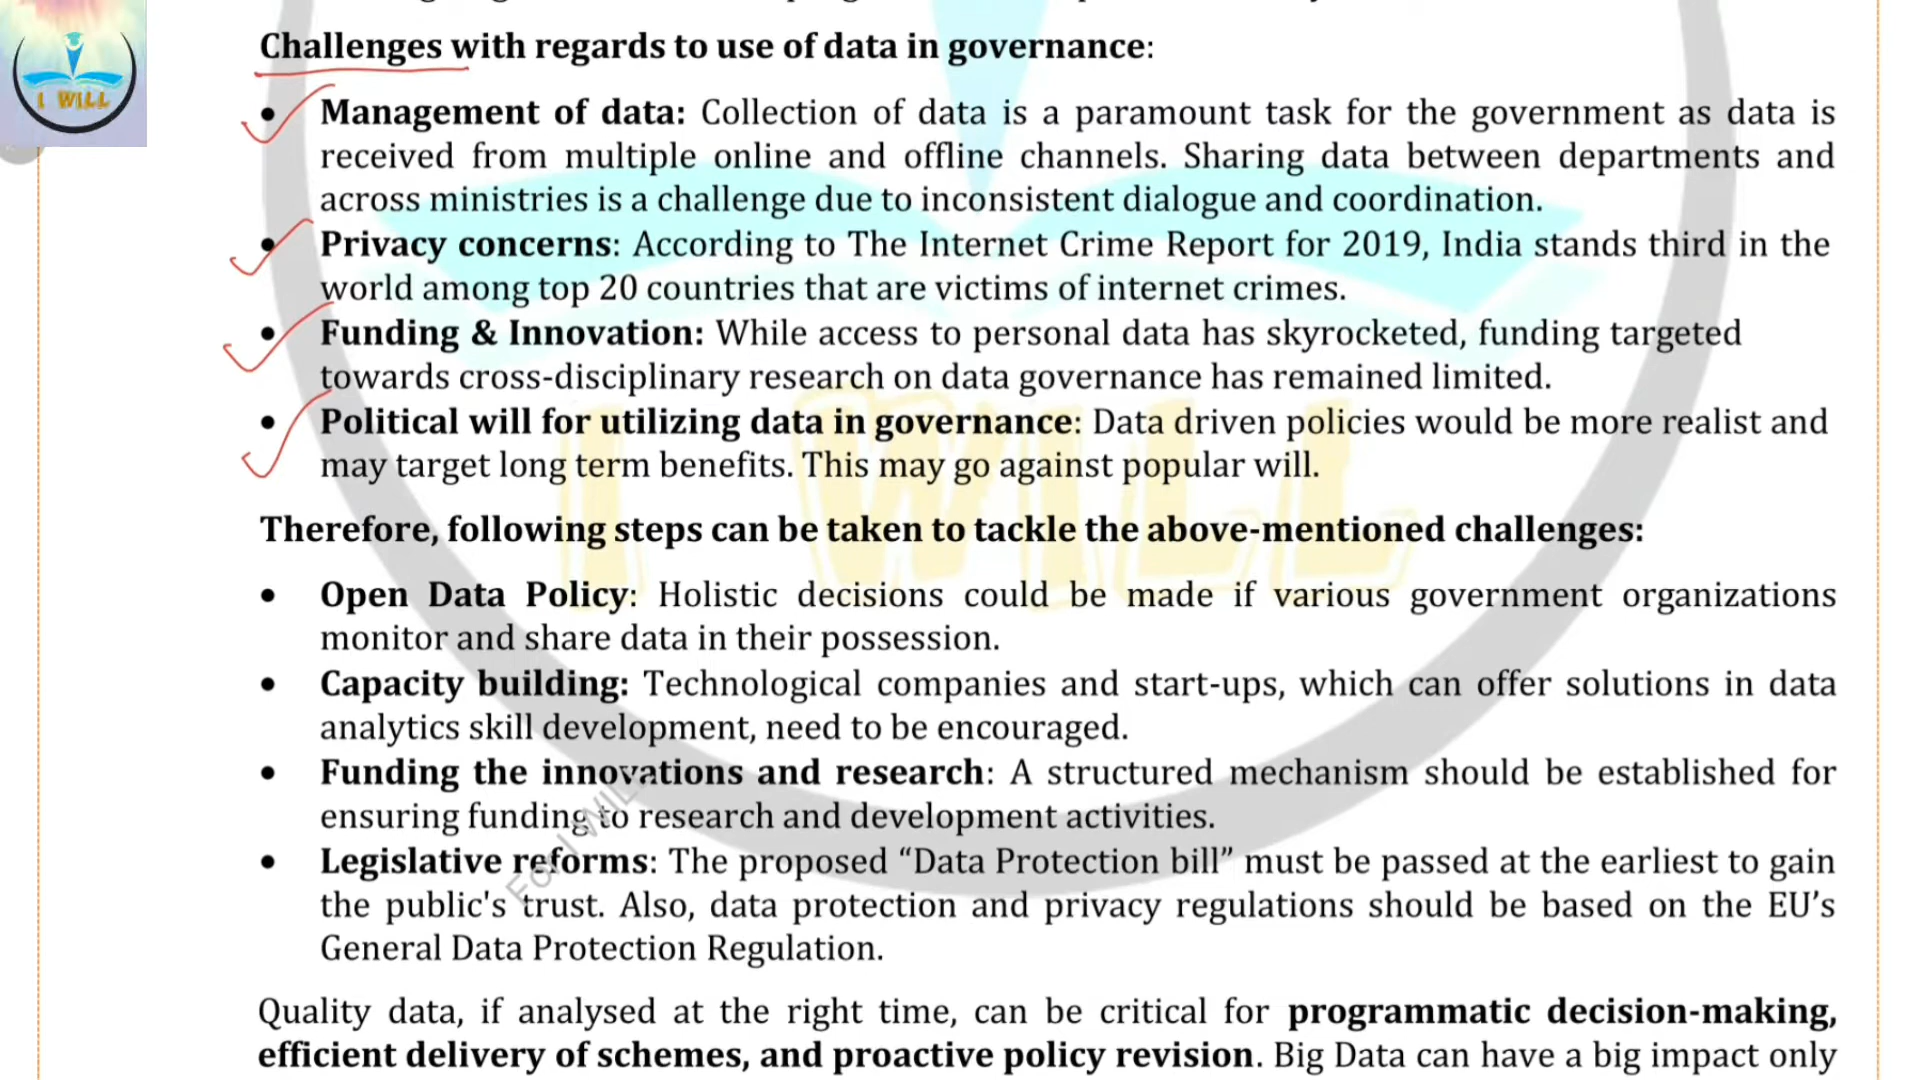 Challenges with regards to use of data in governance:
• Management of data: Collection of data is a paramount task for the government as data is
received from multiple online and offline channels. Sharing data between departments and
across ministries is a challenge due to inconsistent dialogue and coordination.
• Privacy concerns: According to The Internet Crime Report for 2019, India stands third in the
world among top 20 countries that are victims of internet crimes.
• Funding & Innovation: While access to personal data has skyrocketed, funding targeted
towards cross-disciplinary research on data governance has remained limited.
• Political will for utilizing data in governance: Data driven policies would be more realist and
may target long term benefits. This may go against popular will.
Therefore, following steps can be taken to tackle the above-mentioned challenges:
• Open Data Policy: Holistic decisions could be made if various government organizations
monitor and share data in their possession.
• Capacity building: Technological companies and start-ups, which can offer solutions in data
analytics skill development, need to be encouraged.
• Funding the innovations and research: A structured mechanism should be established for
ensuring funding to research and development activities.
• Legislative reforms: The proposed “Data Protection bill” must be passed at the earliest to gain
the public's trust. Also, data protection and privacy regulations should be based on the EU’s
General Data Protection Regulation.
Quality data, if analysed at the right time, can be critical for programmatic decision-making,
efficient delivery of schemes, and proactive policy revision. Big Data can have a big impact only
I WILL
I WILL